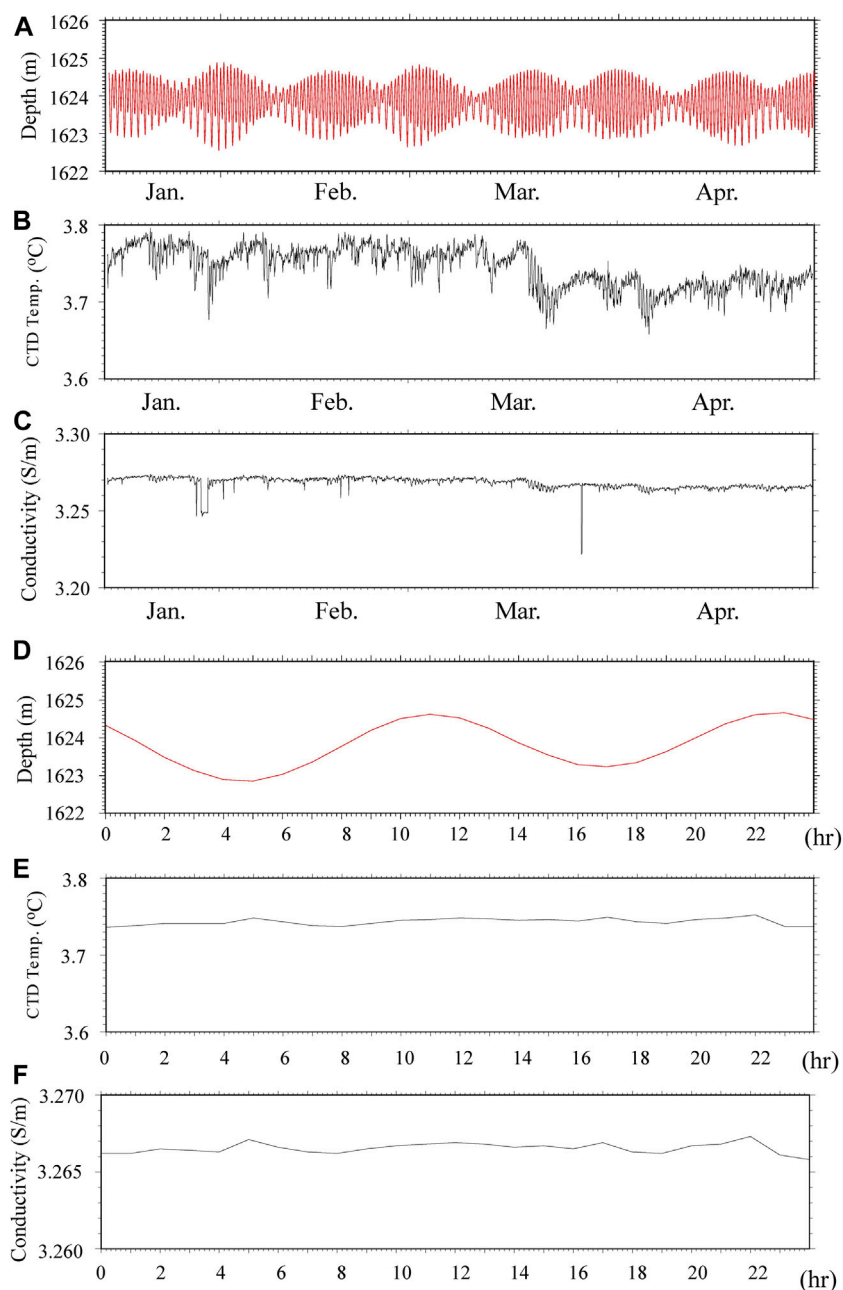 A
Depth (m)
1626
1625
1624
1623
1622
Jan. Feb. Mar. Apr.
B
CTD Temp. (ºC)
3.8
3.7
3.6
Jan. Feb. Mar. Apr.
C
Conductivity (S/m)
3.30
3.25
3.20
Jan. Feb. Mar. Apr.
D
Depth (m)
1626
1625
1624
1623
1622
0 2 4 6 8 10 12 14 16 18 20 22 (hr)
E
CTD Temp. (ºC)
3.8
3.7
3.6
0 2 4 6 8 10 12 14 16 18 20 22 (hr)
F
Conductivity (S/m)
3.270
3.265
3.260
0 2 4 6 8 10 12 14 16 18 20 22 (hr)